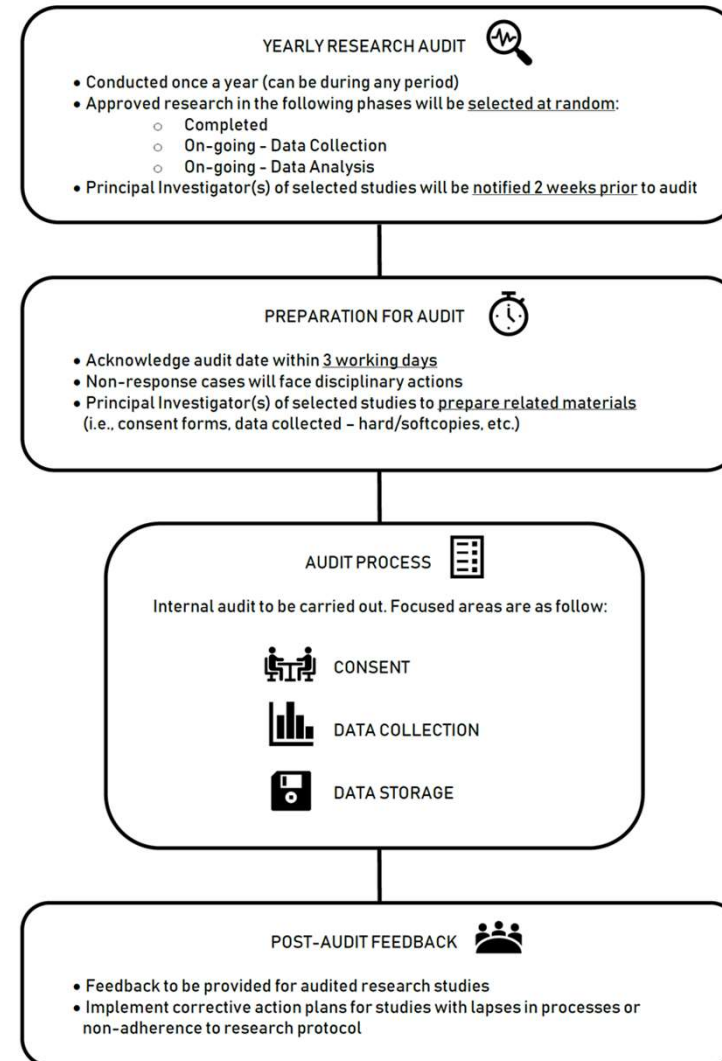 YEARLY RESEARCH AUDIT
• Conducted once a year (can be during any period)
• Approved research in the following phases will be selected at random:
○ Completed
○ On-going - Data Collection
○ On-going - Data Analysis
• Principal Investigator(s) of selected studies will be notified 2 weeks prior to audit
PREPARATION FOR AUDIT
• Acknowledge audit date within 3 working days
• Non-response cases will face disciplinary actions
• Principal Investigator(s) of selected studies to prepare related materials
(i.e., consent forms, data collected – hard/softcopies, etc.)
AUDIT PROCESS
Internal audit to be carried out. Focused areas are as follow:
CONSENT
DATA COLLECTION
DATA STORAGE
POST-AUDIT FEEDBACK
• Feedback to be provided for audited research studies
• Implement corrective action plans for studies with lapses in processes or
non-adherence to research protocol